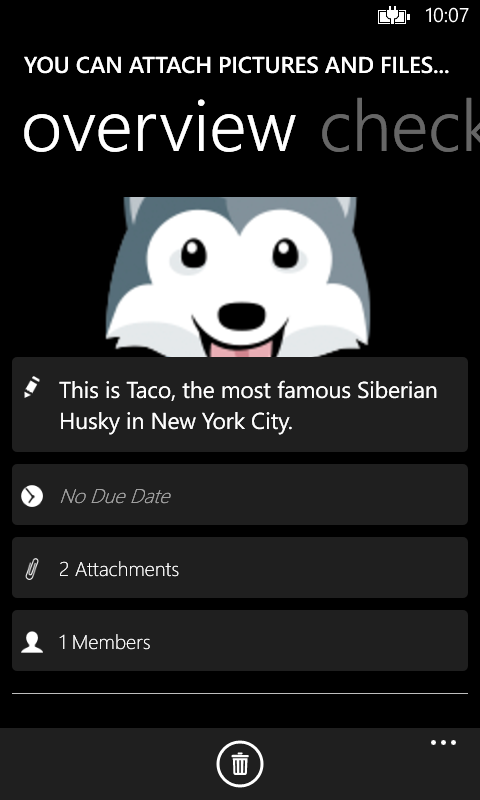 10:07
YOU CAN ATTACH PICTURES AND FILES...
overview check
This is Taco, the most famous Siberian
Husky in New York City.
No Due Date
2 Attachments
1 Members